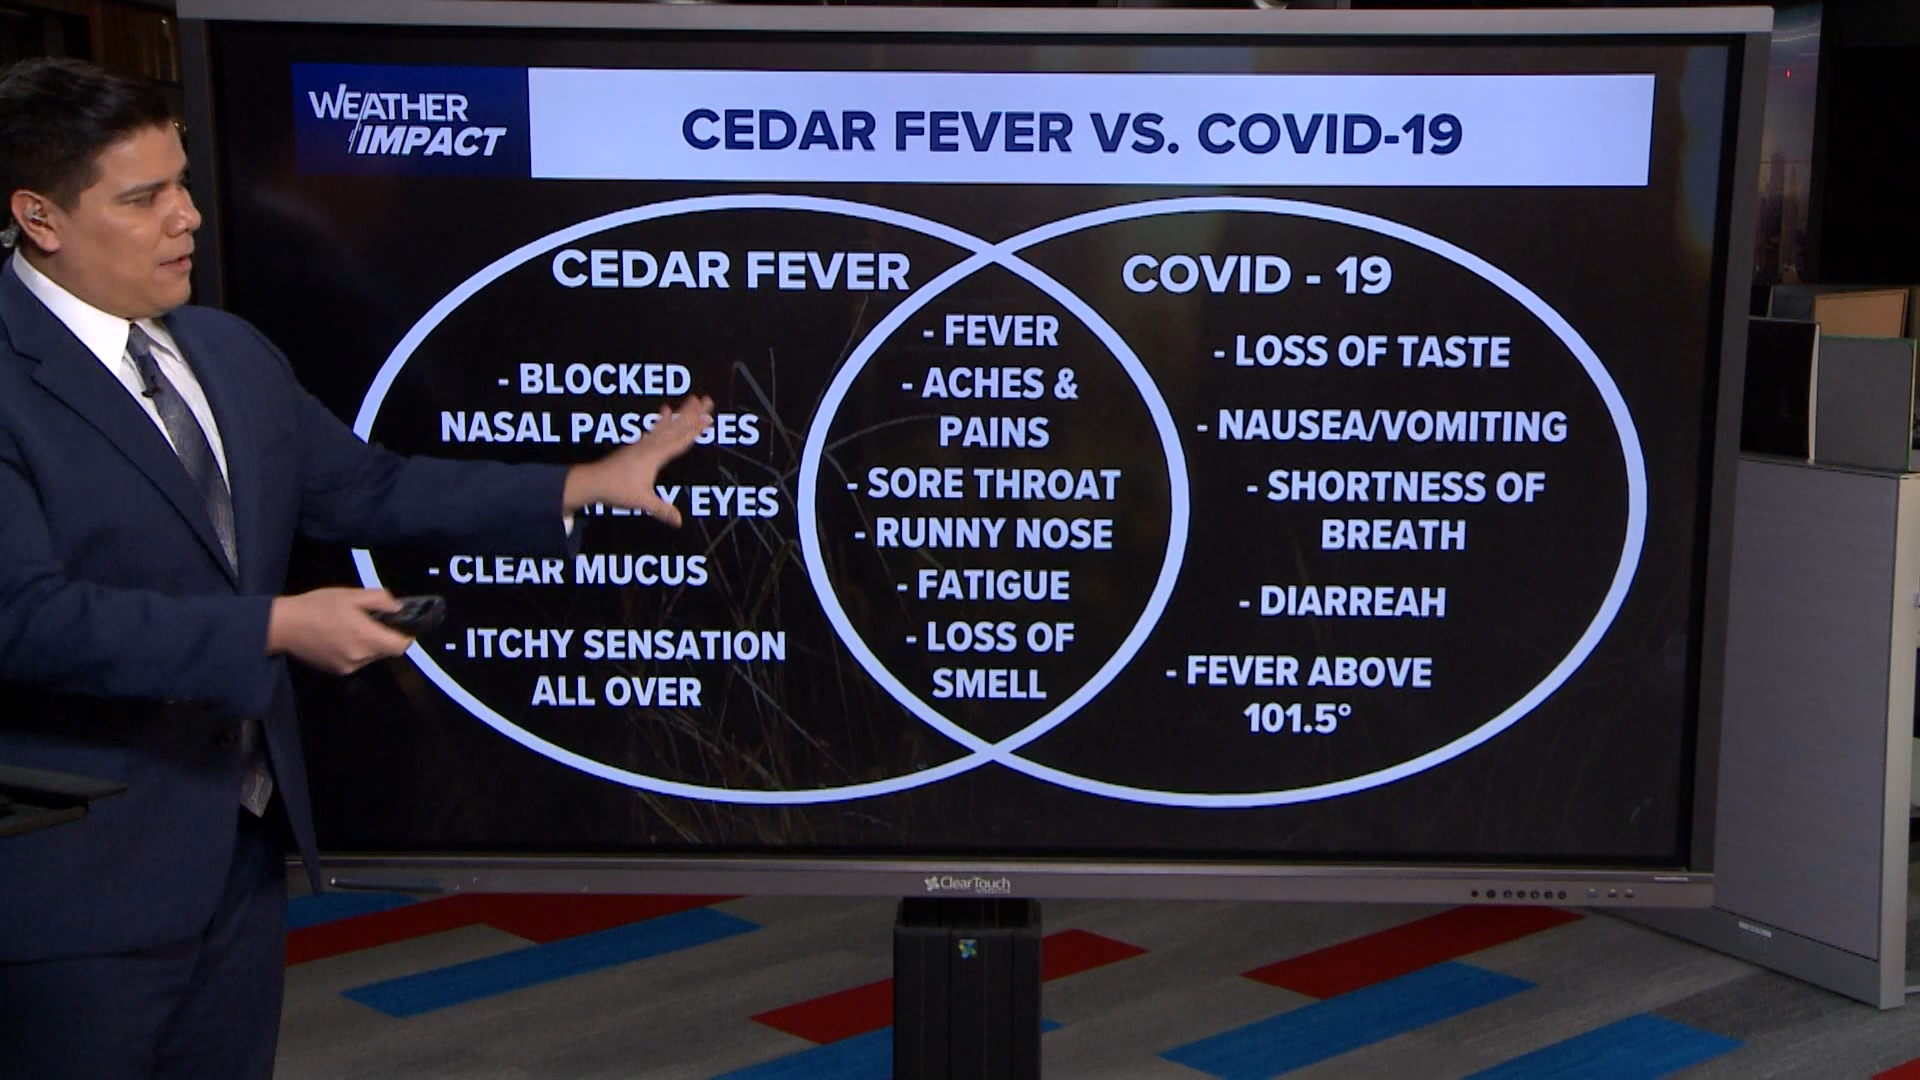 WEATHER
IMPACT
CEDAR FEVER VS. COVID-19
CEDAR FEVER
- BLOCKED
NASAL
EYES
- CLEAR MUCUS
- ITCHY SENSATION
ALL OVER
- FEVER
- ACHES &
PAINS
- SORE THROAT
- RUNNY NOSE
- FATIGUE
- LOSS OF
SMELL
COVID - 19
- LOSS OF TASTE
- NAUSEA/VOMITING
- SHORTNESS OF
BREATH
- DIARREAH
- FEVER ABOVE
101.5°
ClearTouch